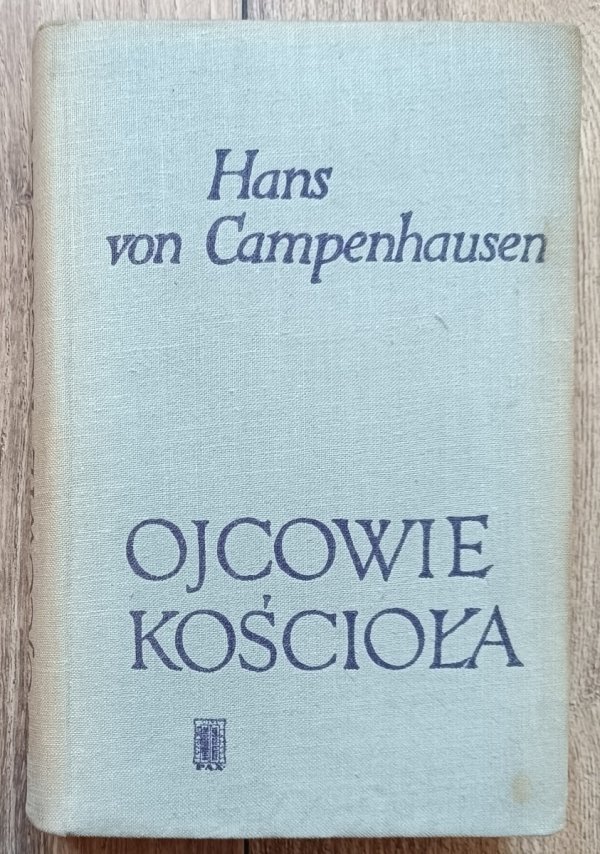 Hans
von Campenhausen
OJCOWIE
KOŚCIOŁA
PAX